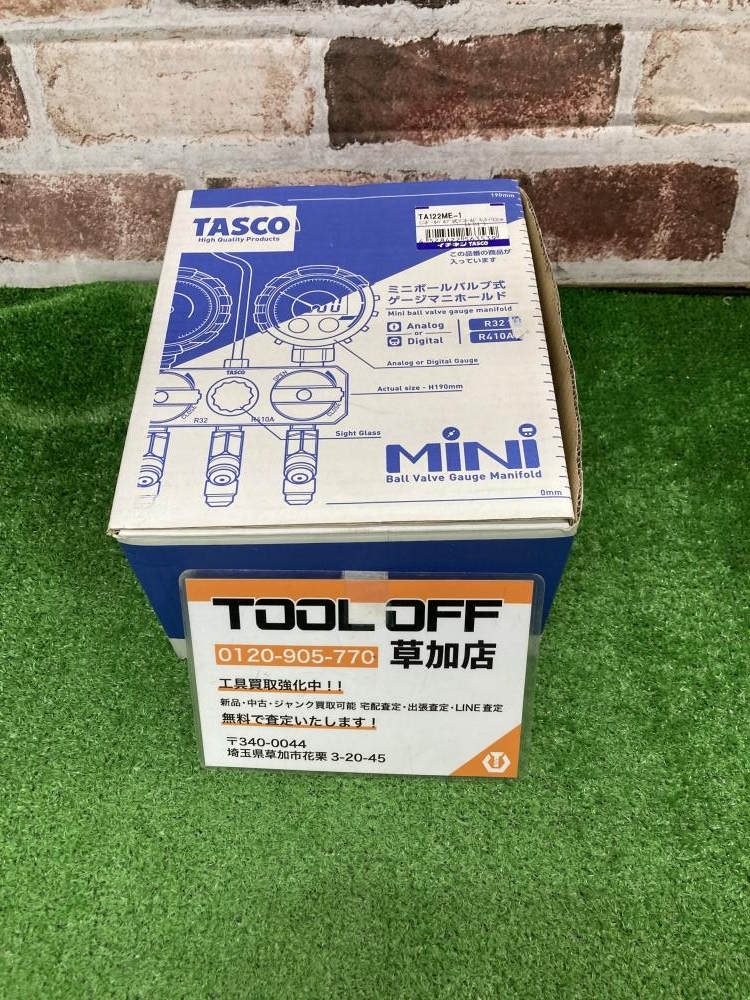 TASCO
High Quality Products
190mm
TA122ME-1
イチネンTASCO
この品番の商品が
入っています
ミニボールバルブ式
ゲージマニホールド
Mini ball valve gauge manifold
Analog
or
Digital
R32
R410A
Analog or Digital Gauge
Actual size - H190mm
TASCO
OPEN
CLOSE
CLOSE
R32
R410A
Sight Glass
MiNi
Ball Valve Gauge Manifold
0mm
TOOL OFF
0120-905-770 草加店
工具買取強化中！！
新品・中古・ジャンク買取可能 宅配査定・出張査定・LINE査定
無料で査定いたします！
〒340-0044
埼玉県草加市花栗 3-20-45